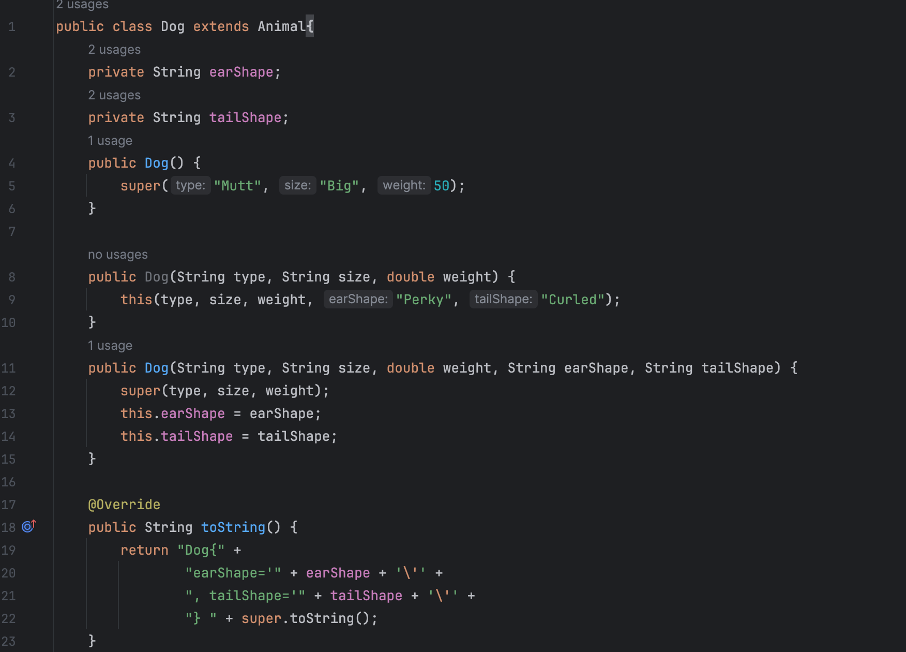 2 usages
1 public class Dog extends Animal{
2 usages
2 private String earShape;
2 usages
3 private String tailShape;
1 usage
4 public Dog() {
5 super( type: "Mutt", size: "Big", weight: 50);
6 }
7
no usages
8 public Dog(String type, String size, double weight) {
9 this(type, size, weight, earShape: "Perky", tailShape: "Curled");
10 }
1 usage
11 public Dog(String type, String size, double weight, String earShape, String tailShape) {
12 super(type, size, weight);
13 this.earShape = earShape;
14 this.tailShape = tailShape;
15 }
16
17 @Override
18 public String toString() {
19 return "Dog{" +
20 "earShape='" + earShape + '\'' +
21 ", tailShape='" + tailShape + '\'' +
22 "} " + super.toString();
23 }